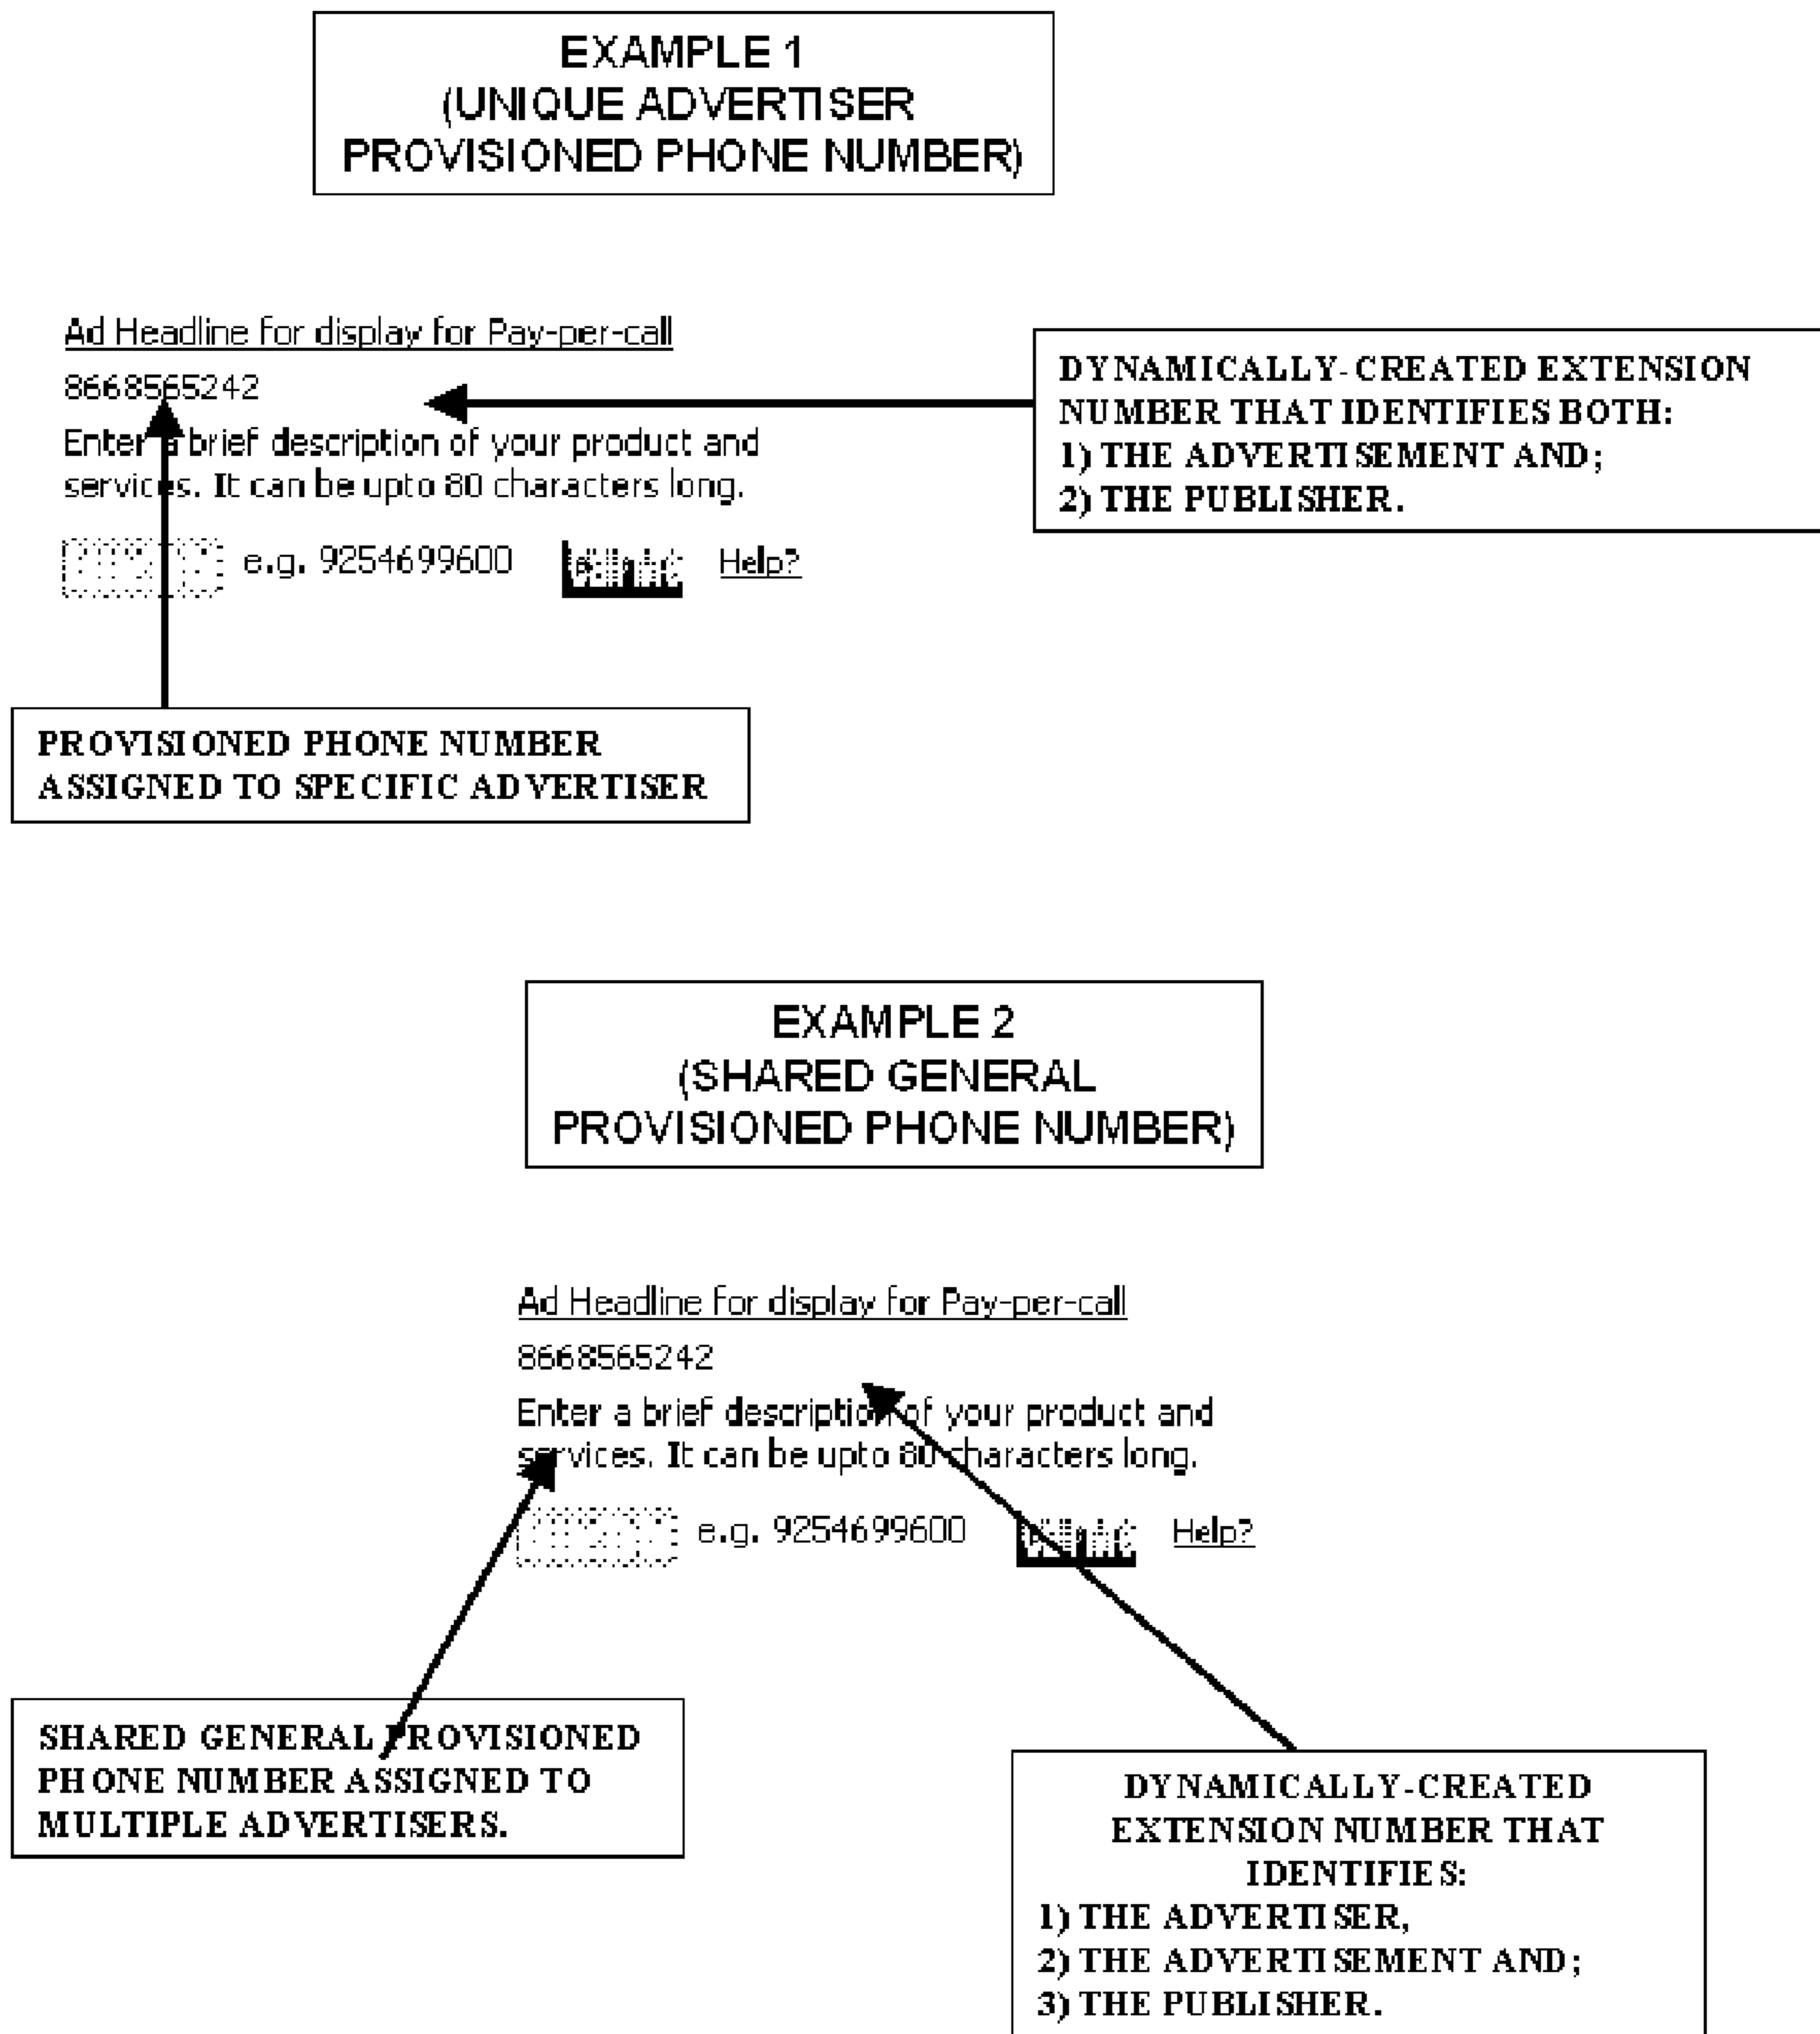 EXAMPLE 1
(UNIQUE ADVERTISER
PROVISIONED PHONE NUMBER)
Ad Headline for display for Pay-per-call
8668565242
Enter a brief description of your product and
services. It can be upto 80 characters long.
e.g. 9254699600 Help?
DYNAMICALLY-CREATED EXTENSION
NUMBER THAT IDENTIFIES BOTH:
1) THE ADVERTISEMENT AND;
2) THE PUBLISHER.
PROVISIONED PHONE NUMBER
ASSIGNED TO SPECIFIC ADVERTISER
EXAMPLE 2
(SHARED GENERAL
PROVISIONED PHONE NUMBER)
Ad Headline for display for Pay-per-call
8668565242
Enter a brief description of your product and
services. It can be upto 80 characters long.
e.g. 9254699600 Help?
SHARED GENERAL PROVISIONED
PHONE NUMBER ASSIGNED TO
MULTIPLE ADVERTISERS.
DYNAMICALLY-CREATED
EXTENSION NUMBER THAT
IDENTIFIES:
1) THE ADVERTISER,
2) THE ADVERTISEMENT AND;
3) THE PUBLISHER.